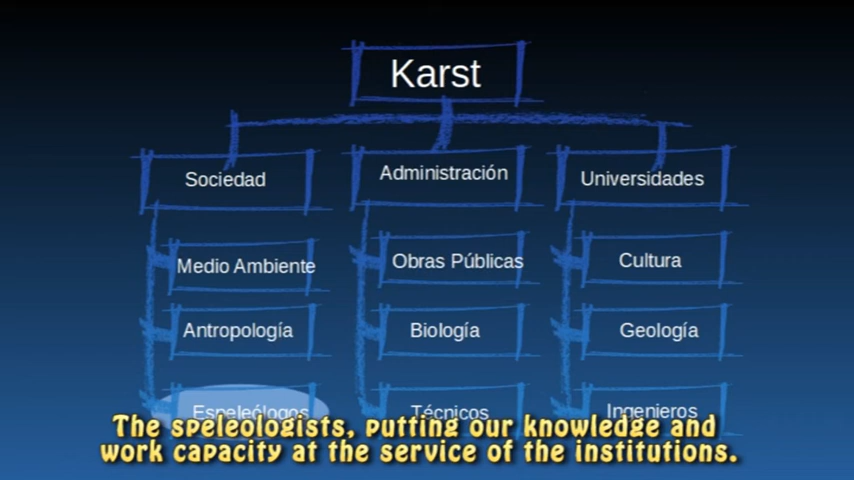 Karst
Sociedad
Administración
Universidades
Medio Ambiente
Obras Públicas
Cultura
Antropología
Biología
Geología
Espeleólogos
Técnicos
Ingenieros
The speleologists, putting our knowledge and
work capacity at the service of the institutions.